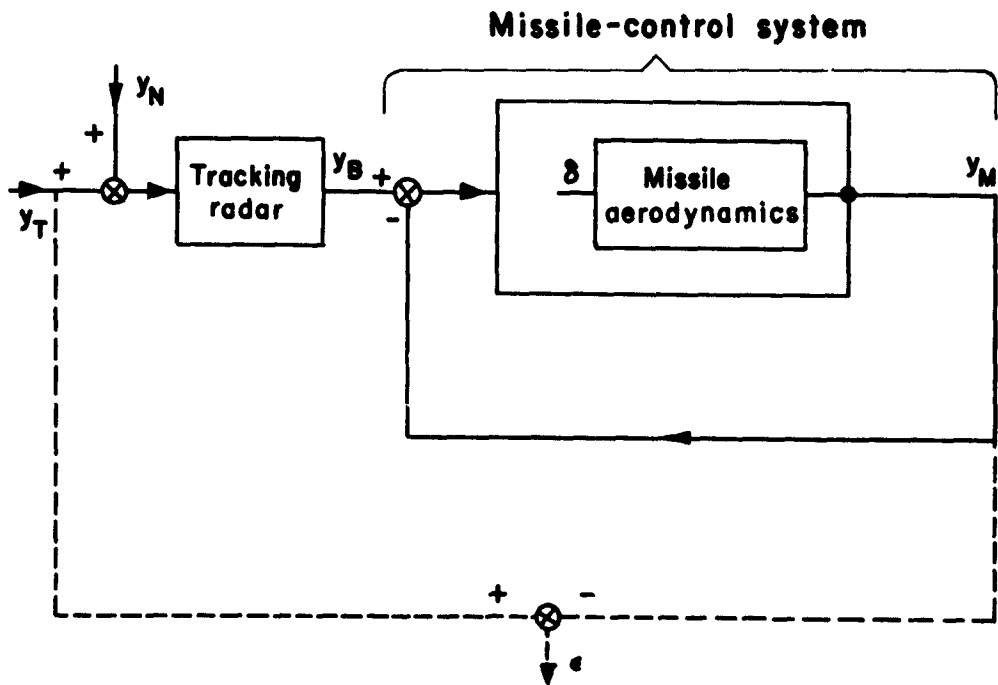 Missile-control system
y_N
+
+
y_T
Tracking
radar
y_B
+
-
δ
Missile
aerodynamics
y_M
+
-
ϵ